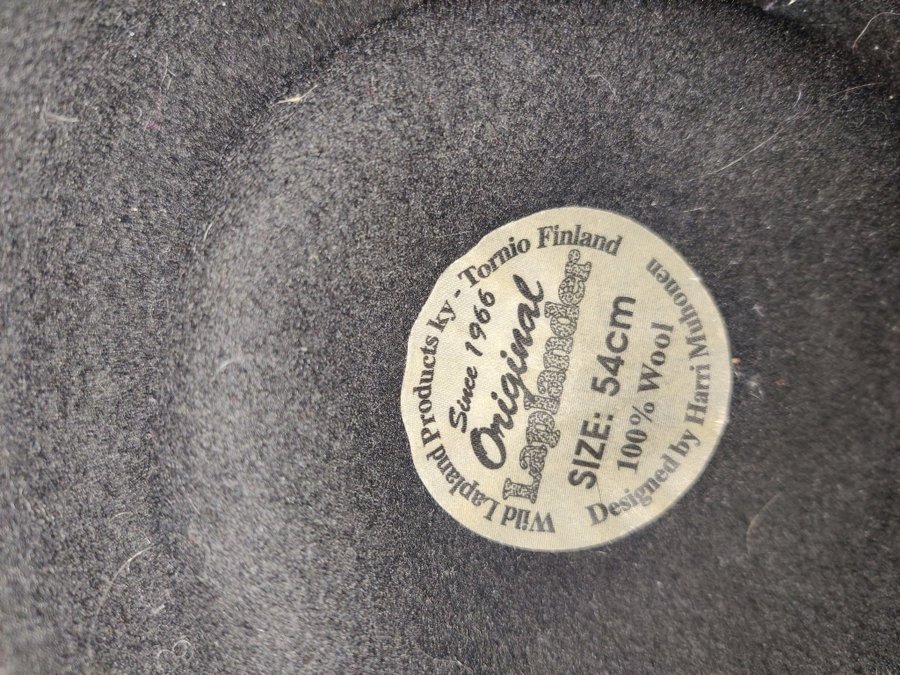 Wild Lapland Products ky - Tornio Finland
Since 1966
Original
Laplander
SIZE: 54cm
100% Wool
Designed by Harri Muhonen